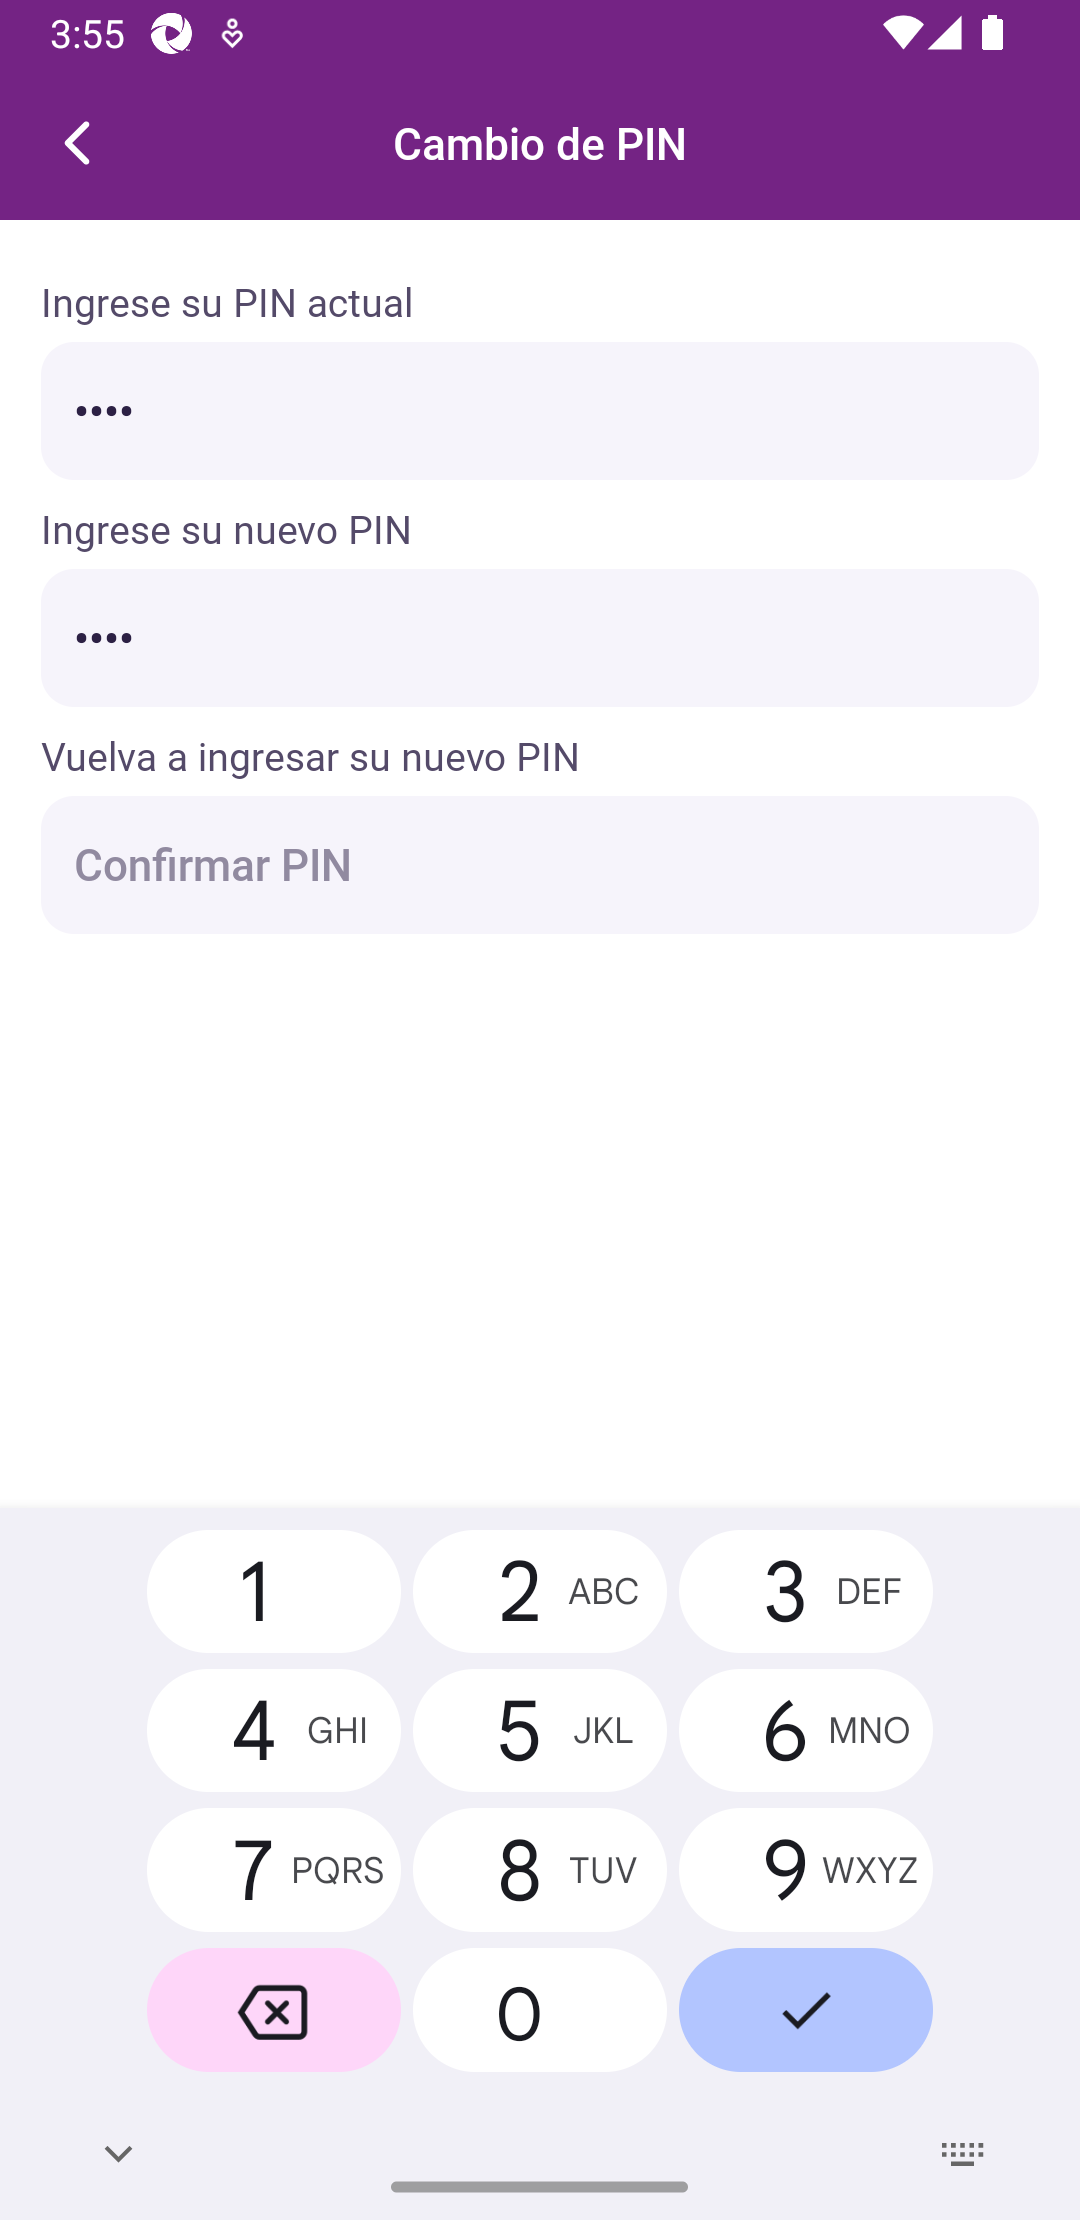 3:55
Cambio de PIN
Ingrese su PIN actual
••••
Ingrese su nuevo PIN
••••
Vuelva a ingresar su nuevo PIN
Confirmar PIN
1
2 ABC
3 DEF
4 GHI
5 JKL
6 MNO
7 PQRS
8 TUV
9 WXYZ
0